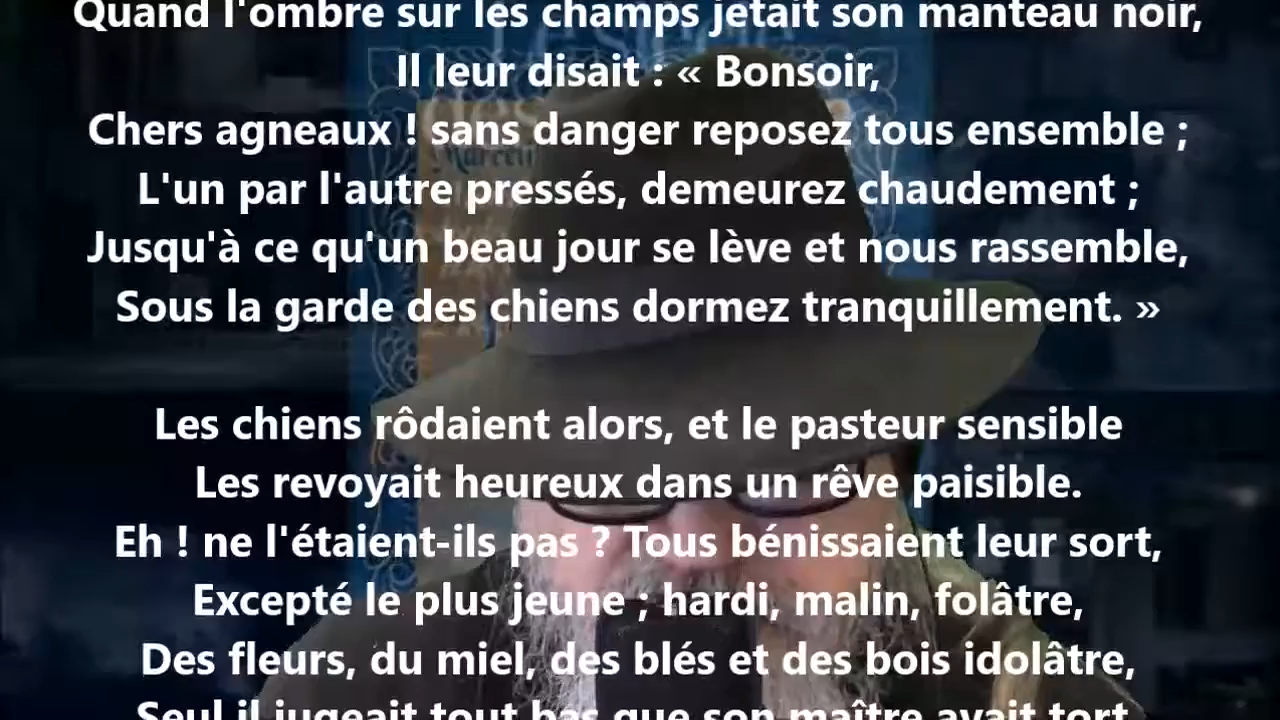 Quand l'ombre sur les champs jetait son manteau noir,
Il leur disait : « Bonsoir,
Chers agneaux ! sans danger reposez tous ensemble ;
L'un par l'autre pressés, demeurez chaudement ;
Jusqu'à ce qu'un beau jour se lève et nous rassemble,
Sous la garde des chiens dormez tranquillement. »
Les chiens rôdaient alors, et le pasteur sensible
Les revoyait heureux dans un rêve paisible.
Eh ! ne l'étaient-ils pas ? Tous bénissaient leur sort,
Excepté le plus jeune ; hardi, malin, folâtre,
Des fleurs, du miel, des blés et des bois idolâtre,
Seul il jugeait tout bas que son maître avait tort.